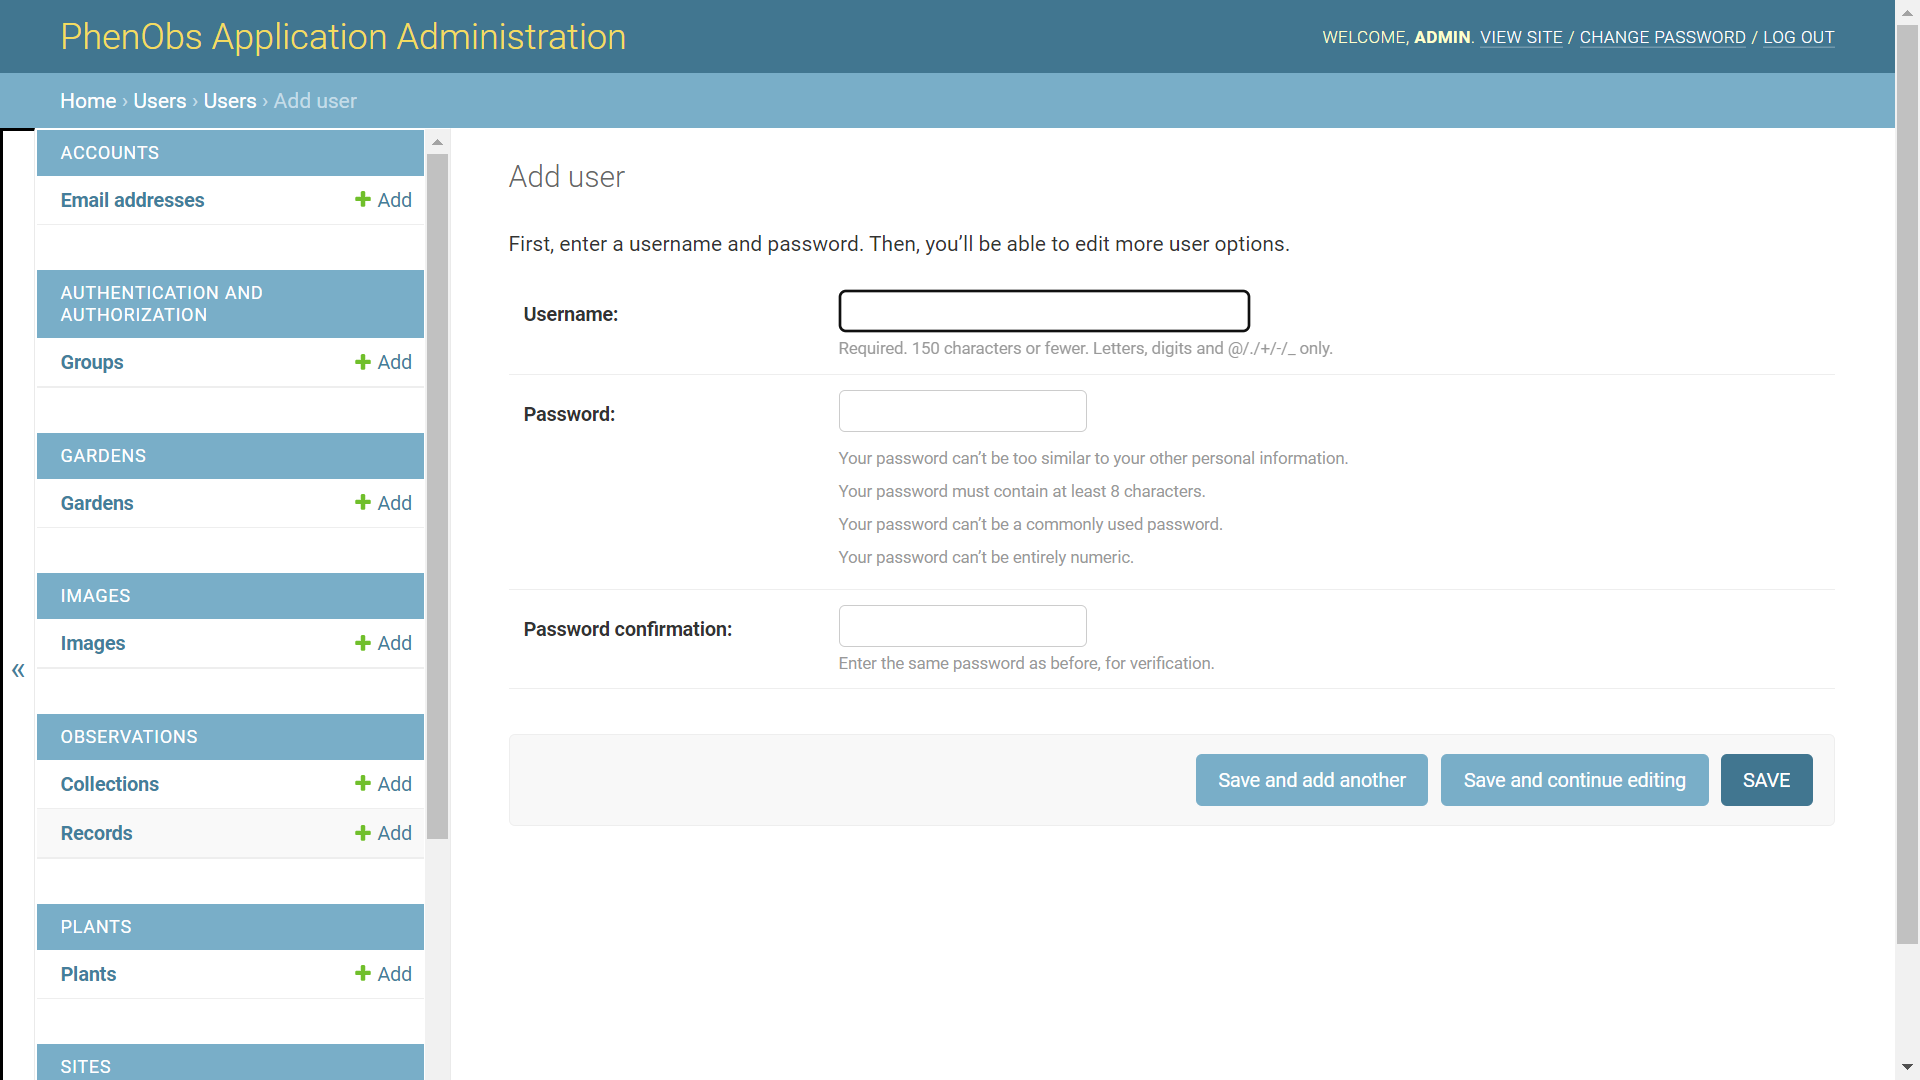 PhenObs Application Administration
WELCOME, ADMIN. VIEW SITE / CHANGE PASSWORD / LOG OUT
Home › Users › Users › Add user
ACCOUNTS
Email addresses
Add
AUTHENTICATION AND
AUTHORIZATION
Groups
Add
GARDENS
Gardens
Add
IMAGES
Images
Add
«
OBSERVATIONS
Collections
Add
Records
Add
PLANTS
Plants
Add
SITES
Add user
First, enter a username and password. Then, you’ll be able to edit more user options.
Username:
Required. 150 characters or fewer. Letters, digits and @/./+/-/_ only.
Password:
Your password can’t be too similar to your other personal information.
Your password must contain at least 8 characters.
Your password can’t be a commonly used password.
Your password can’t be entirely numeric.
Password confirmation:
Enter the same password as before, for verification.
Save and add another
Save and continue editing
SAVE